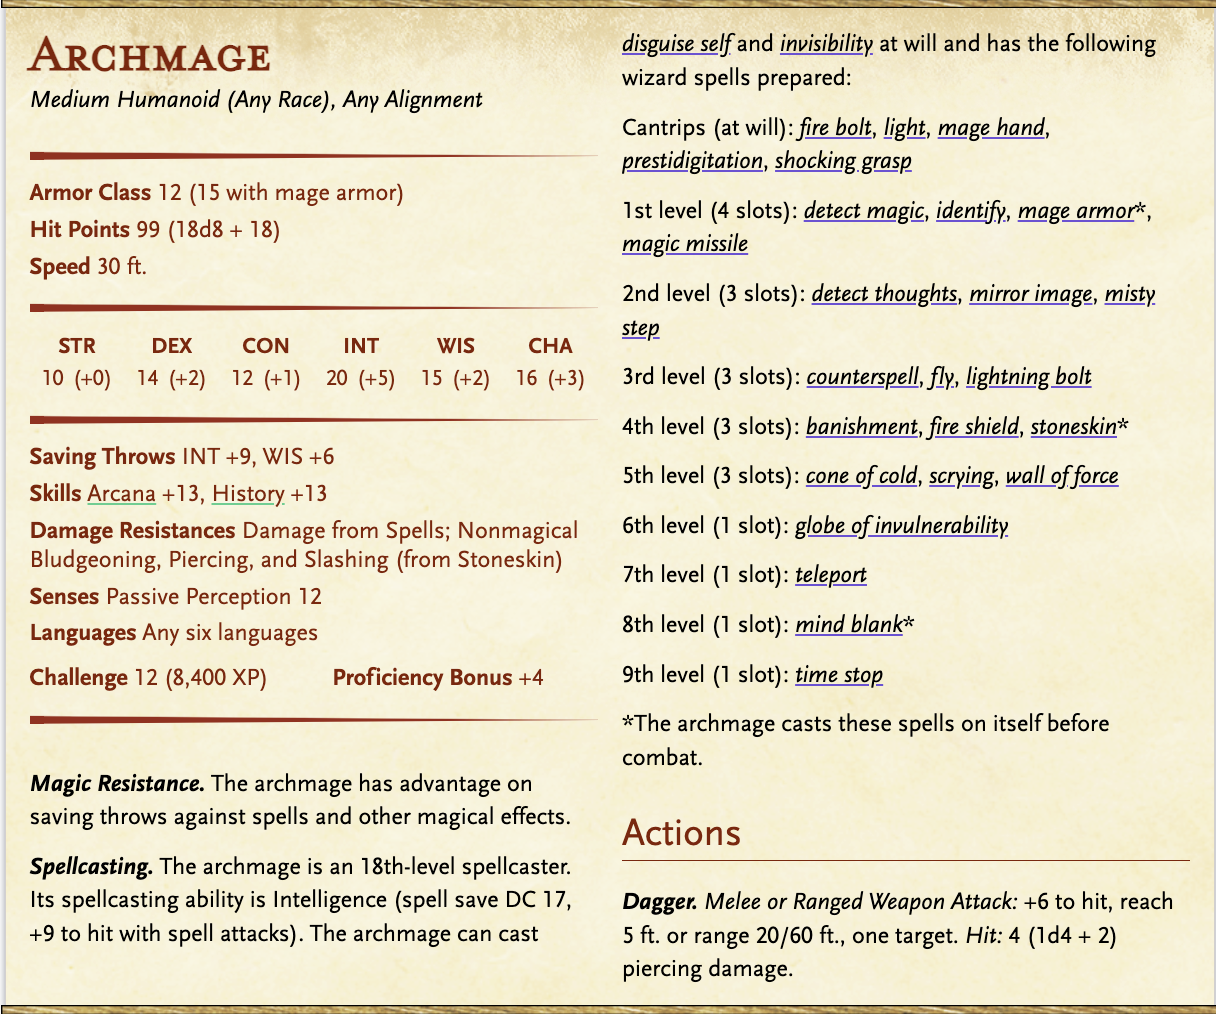 Archmage
Medium Humanoid (Any Race), Any Alignment
Armor Class 12 (15 with mage armor)
Hit Points 99 (18d8 + 18)
Speed 30 ft.
STR DEX CON INT WIS CHA
10 (+0) 14 (+2) 12 (+1) 20 (+5) 15 (+2) 16 (+3)
Saving Throws INT +9, WIS +6
Skills Arcana +13, History +13
Damage Resistances Damage from Spells; Nonmagical
Bludgeoning, Piercing, and Slashing (from Stoneskin)
Senses Passive Perception 12
Languages Any six languages
Challenge 12 (8,400 XP) Proficiency Bonus +4
Magic Resistance. The archmage has advantage on
saving throws against spells and other magical effects.
Spellcasting. The archmage is an 18th-level spellcaster.
Its spellcasting ability is Intelligence (spell save DC 17,
+9 to hit with spell attacks). The archmage can cast
disguise self and invisibility at will and has the following
wizard spells prepared:
Cantrips (at will): fire bolt, light, mage hand,
prestidigitation, shocking grasp
1st level (4 slots): detect magic, identify, mage armor*,
magic missile
2nd level (3 slots): detect thoughts, mirror image, misty
step
3rd level (3 slots): counterspell, fly, lightning bolt
4th level (3 slots): banishment, fire shield, stoneskin*
5th level (3 slots): cone of cold, scrying, wall of force
6th level (1 slot): globe of invulnerability
7th level (1 slot): teleport
8th level (1 slot): mind blank*
9th level (1 slot): time stop
*The archmage casts these spells on itself before
combat.
Actions
Dagger. Melee or Ranged Weapon Attack: +6 to hit, reach
5 ft. or range 20/60 ft., one target. Hit: 4 (1d4 + 2)
piercing damage.